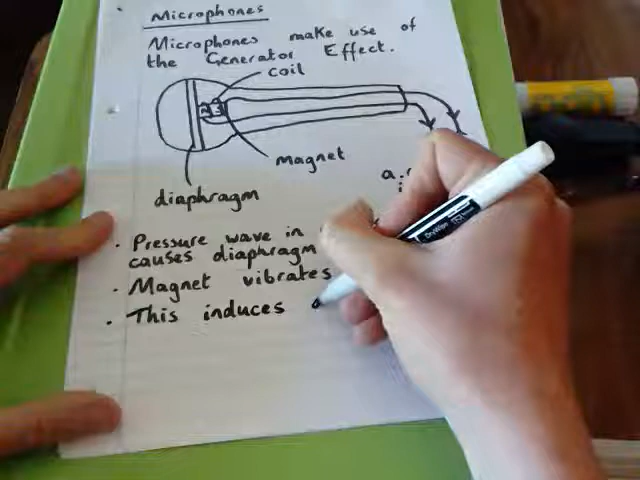 Microphones
Microphones make use of
the Generator Effect.
coil
magnet
diaphragm
Pressure wave in
causes diaphragm
Magnet vibrates
This induces